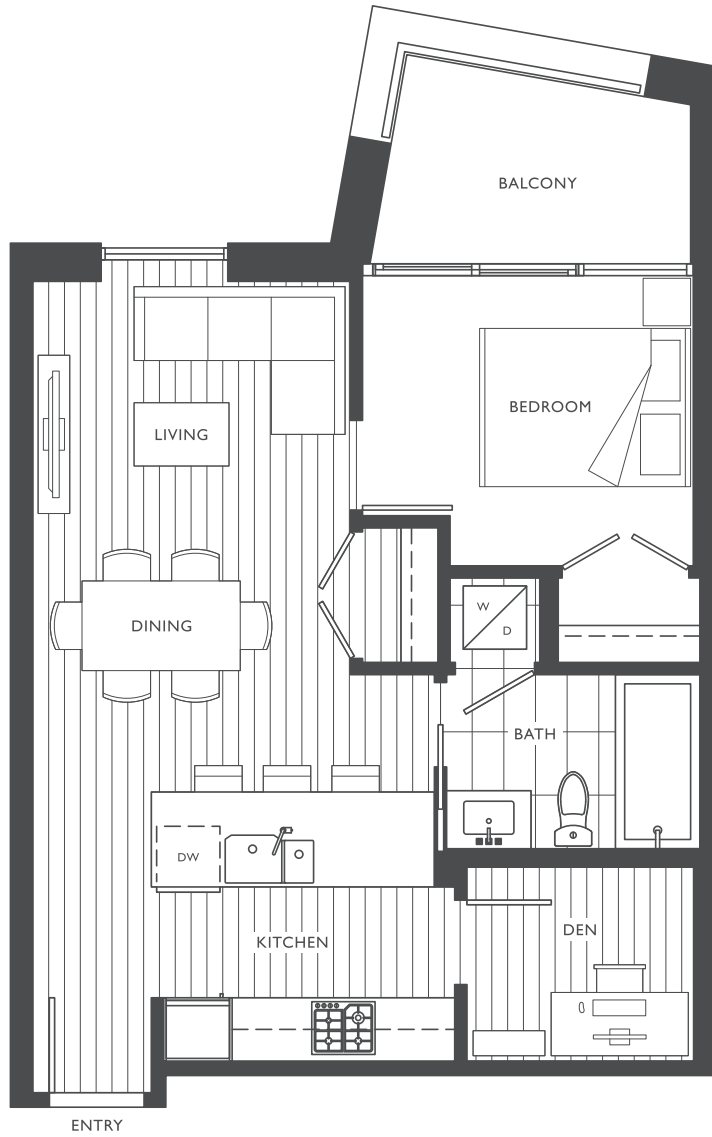 BALCONY
BEDROOM
LIVING
W
D
DINING
BATH
DW
DEN
KITCHEN
ENTRY